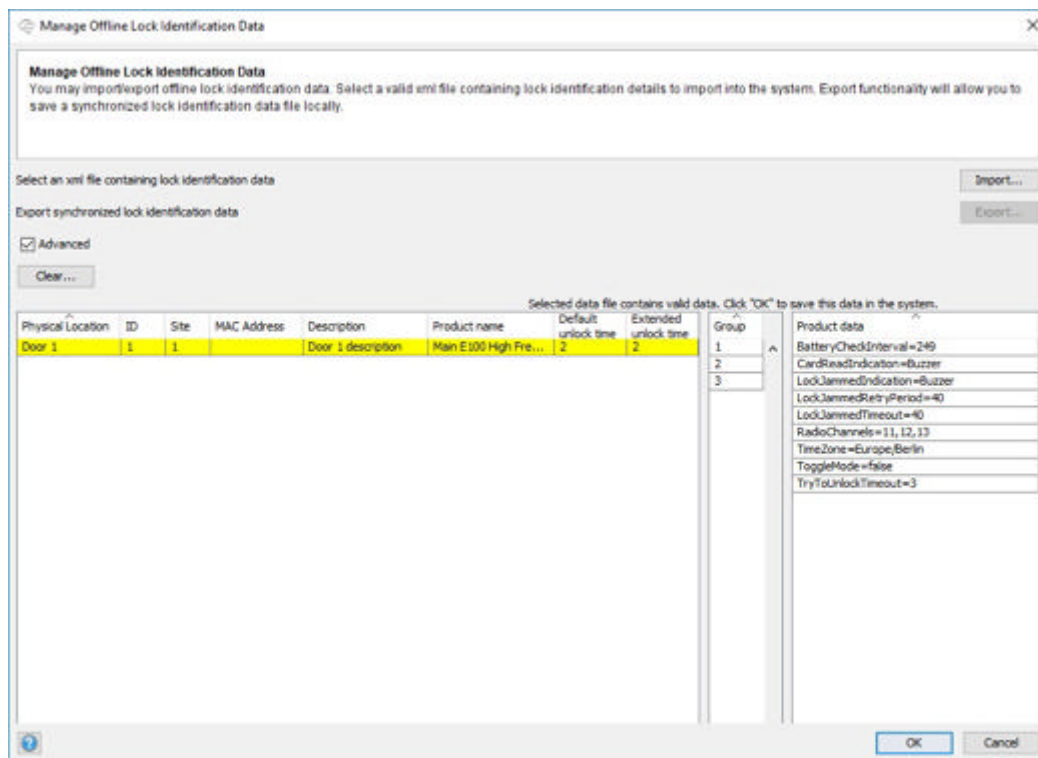 Manage Offline Lock Identification Data
Manage Offline Lock Identification Data
You may import/export offline lock identification data. Select a valid xml file containing lock identification details to import into the system. Export functionality will allow you to
save a synchronized lock identification data file locally.
Select an xml file containing lock identification data
Import...
Export synchronized lock identification data
Export...
Advanced
Clear...
Selected data file contains valid data. Click "OK" to save this data in the system.
Physical Location ID Site MAC Address Description Product name Default unlock time Extended unlock time
Door 1 1 1 Door 1 description Main E100 High Fre... 2 2
Group
1
2
3
Product data
BatteryCheckInterval=249
CardReadIndication=Buzzer
LockJammedIndication=Buzzer
LockJammedRetryPeriod=40
LockJammedTimeout=40
RadioChannels=11,12,13
TimeZone=Europe/Berlin
ToggleMode=false
TryToUnlockTimeout=3
?
OK Cancel